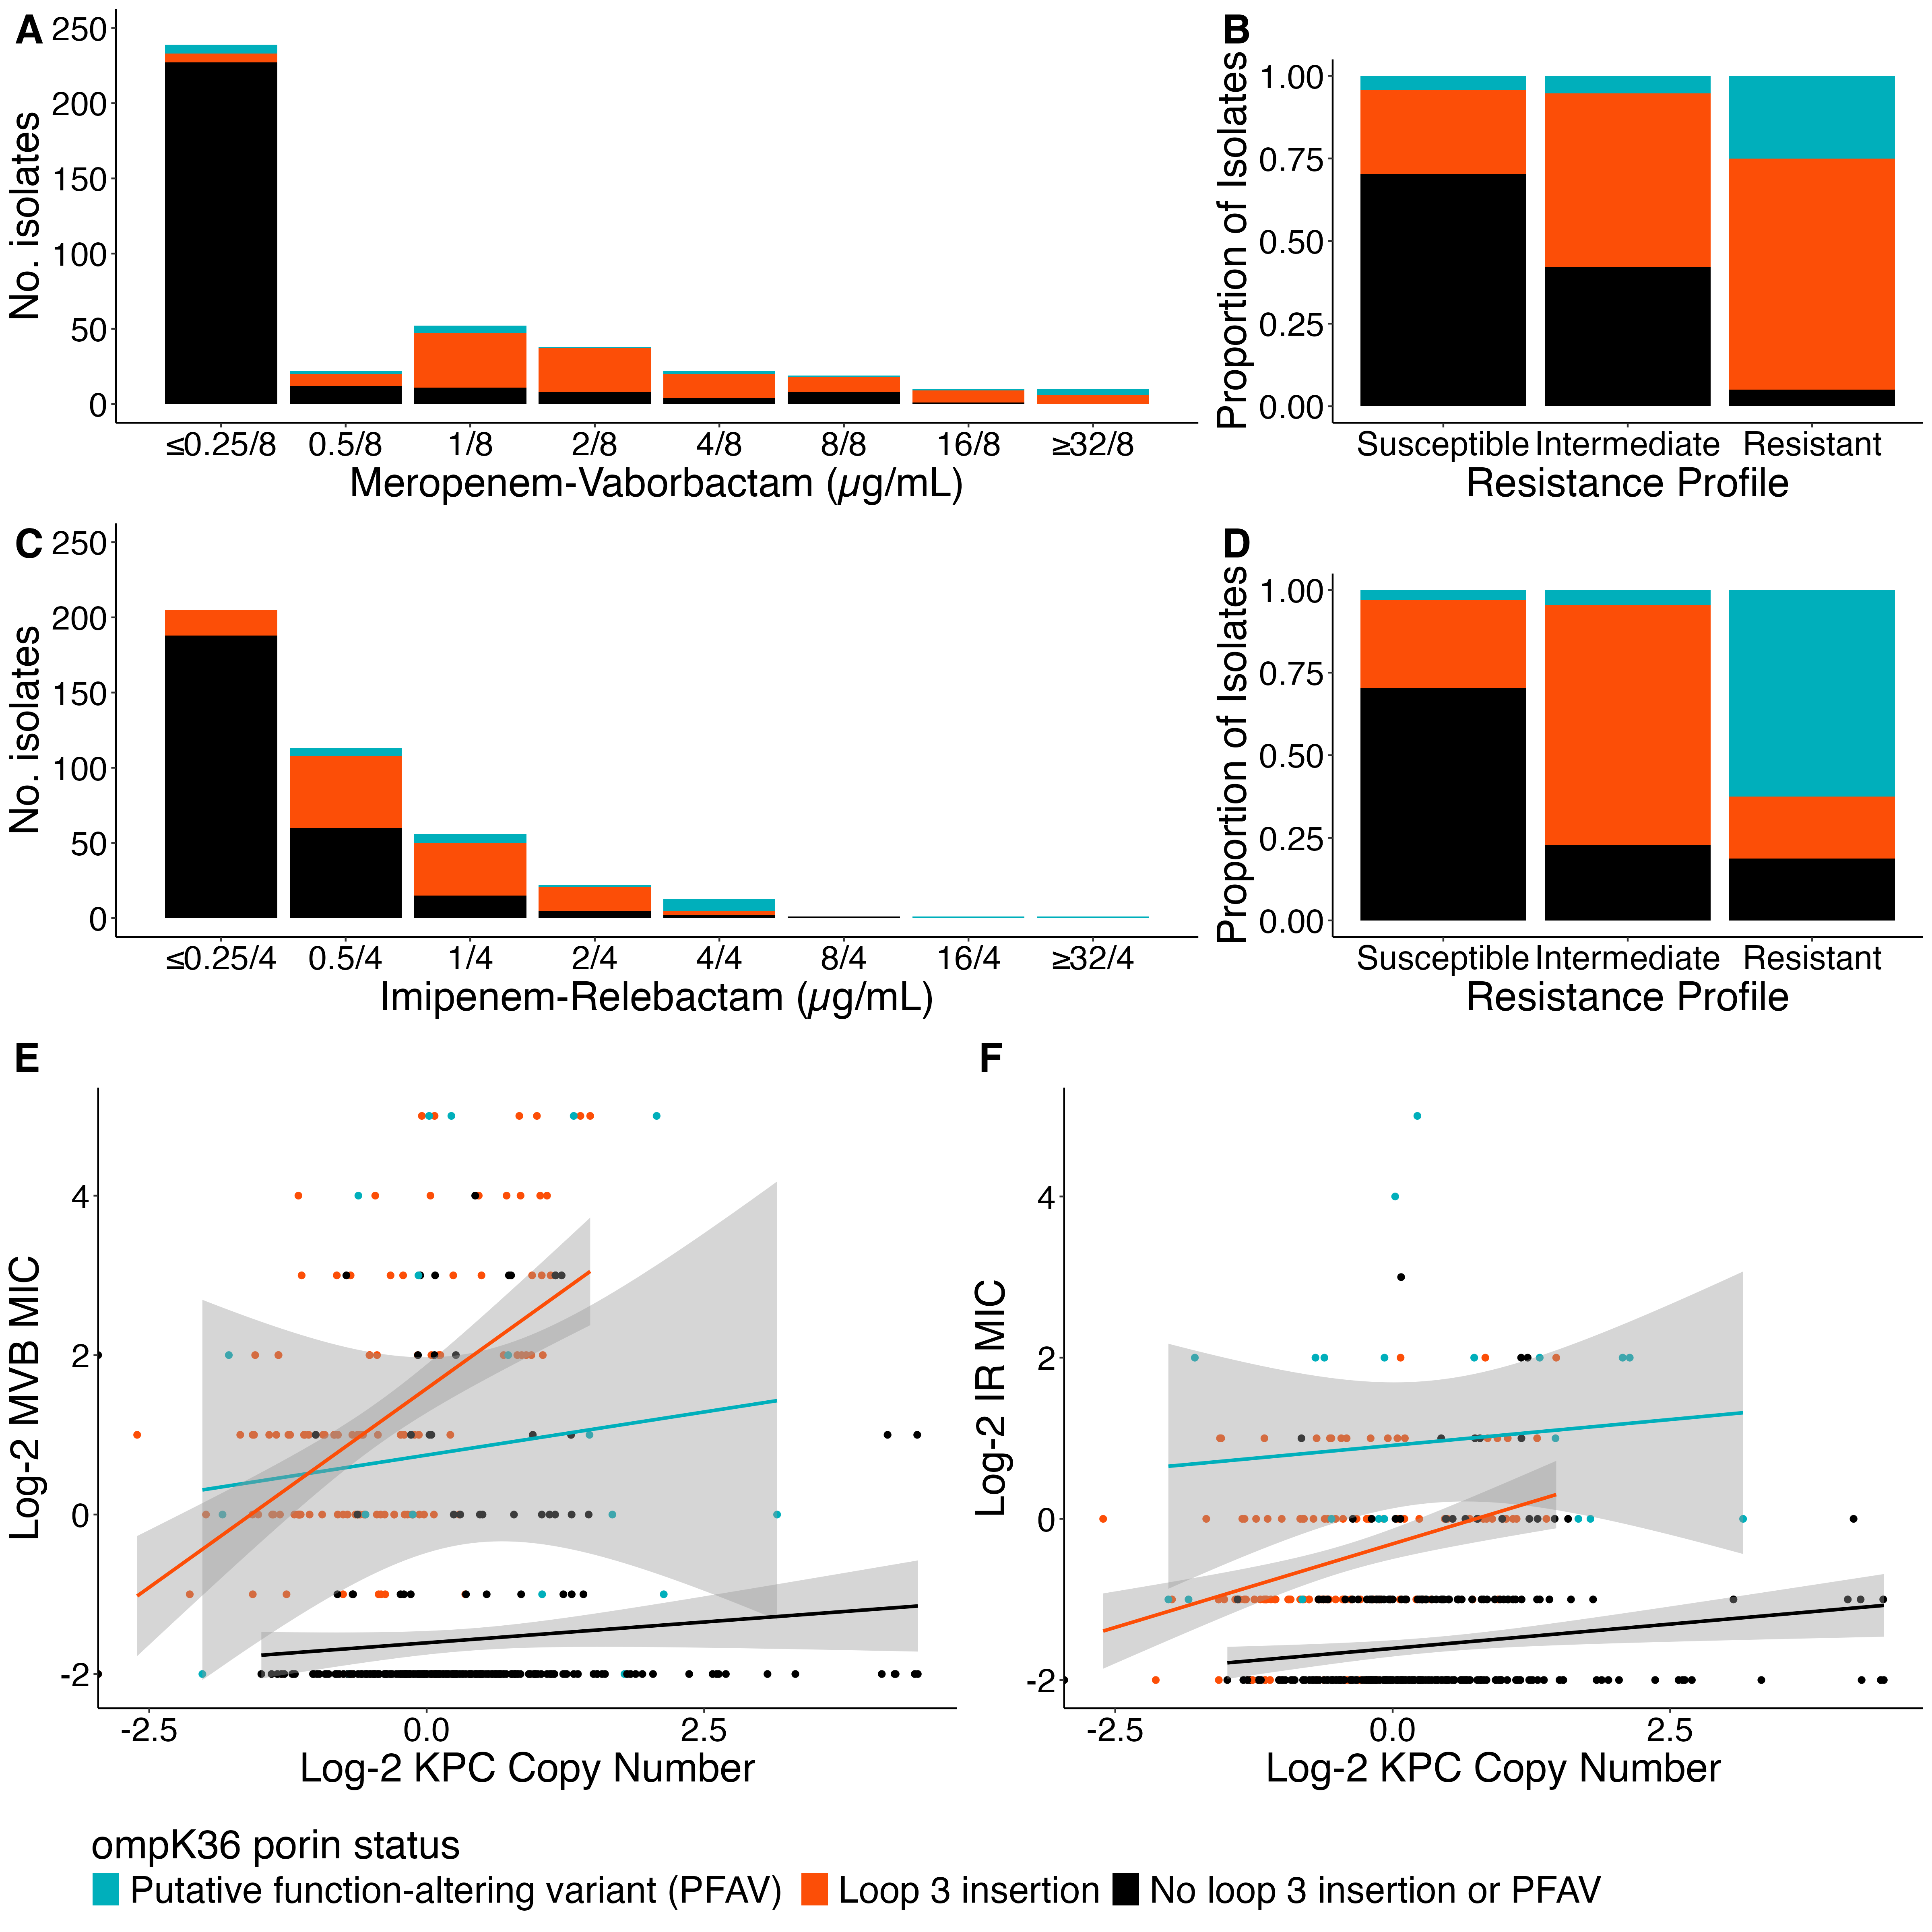 A
No. isolates
250
200
150
100
50
0
≤0.25/8 0.5/8 1/8 2/8 4/8 8/8 16/8 ≥32/8
Meropenem-Vaborbactam (µg/mL)
B
Proportion of Isolates
1.00
0.75
0.50
0.25
0.00
Susceptible Intermediate Resistant
Resistance Profile
C
No. isolates
250
200
150
100
50
0
≤0.25/4 0.5/4 1/4 2/4 4/4 8/4 16/4 ≥32/4
Imipenem-Relebactam (µg/mL)
D
Proportion of Isolates
1.00
0.75
0.50
0.25
0.00
Susceptible Intermediate Resistant
Resistance Profile
E
Log-2 MVB MIC
4
2
0
-2
-2.5 0.0 2.5
Log-2 KPC Copy Number
F
Log-2 IR MIC
4
2
0
-2
-2.5 0.0 2.5
Log-2 KPC Copy Number
ompK36 porin status
Putative function-altering variant (PFAV) Loop 3 insertion No loop 3 insertion or PFAV